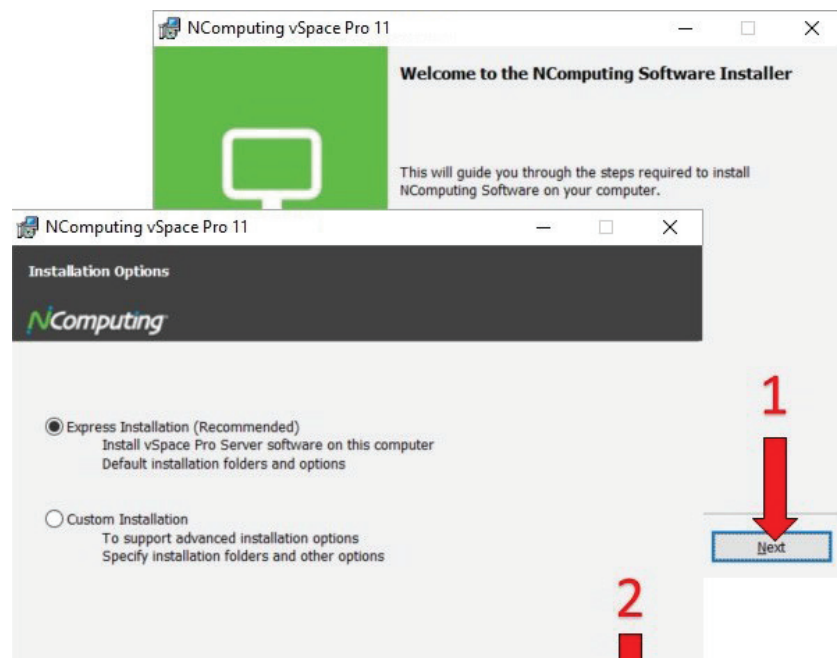 NComputing vSpace Pro 11
Welcome to the NComputing Software Installer
This will guide you through the steps required to install
NComputing Software on your computer.
NComputing vSpace Pro 11
Installation Options
NComputing
Express Installation (Recommended)
Install vSpace Pro Server software on this computer
Default installation folders and options
Custom Installation
To support advanced installation options
Specify installation folders and other options
1
Next
2